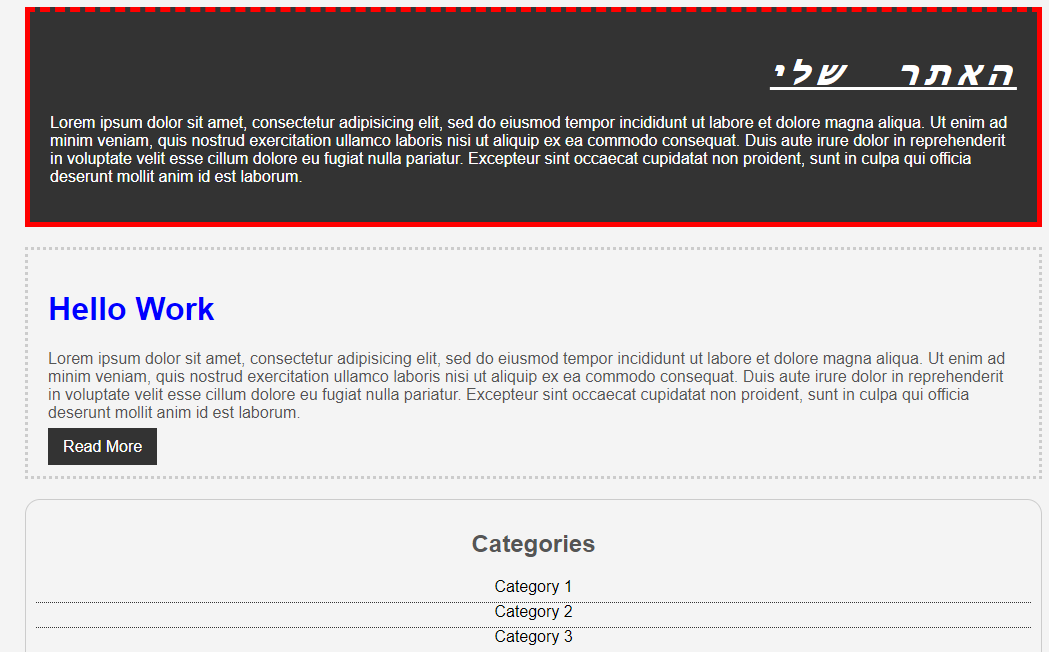 האתר שלי
Lorem ipsum dolor sit amet, consectetur adipisicing elit, sed do eiusmod tempor incididunt ut labore et dolore magna aliqua. Ut enim ad
minim veniam, quis nostrud exercitation ullamco laboris nisi ut aliquip ex ea commodo consequat. Duis aute irure dolor in reprehenderit
in voluptate velit esse cillum dolore eu fugiat nulla pariatur. Excepteur sint occaecat cupidatat non proident, sunt in culpa qui officia
deserunt mollit anim id est laborum.
Hello Work
Lorem ipsum dolor sit amet, consectetur adipisicing elit, sed do eiusmod tempor incididunt ut labore et dolore magna aliqua. Ut enim ad
minim veniam, quis nostrud exercitation ullamco laboris nisi ut aliquip ex ea commodo consequat. Duis aute irure dolor in reprehenderit
in voluptate velit esse cillum dolore eu fugiat nulla pariatur. Excepteur sint occaecat cupidatat non proident, sunt in culpa qui officia
deserunt mollit anim id est laborum.
Read More
Categories
Category 1
Category 2
Category 3